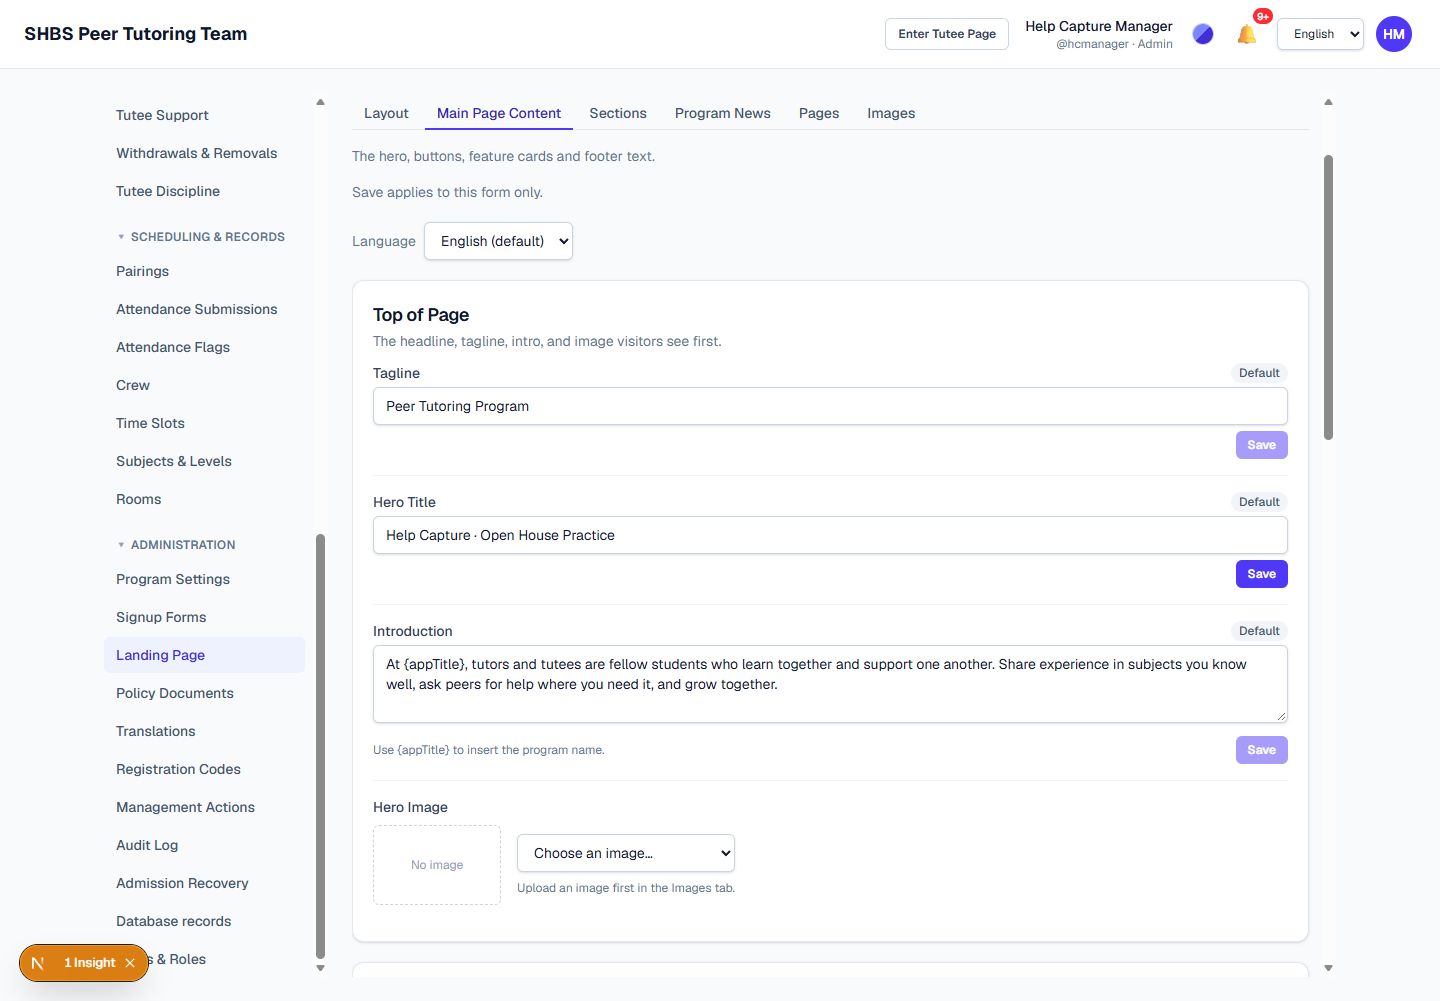 SHBS Peer Tutoring Team
Enter Tutee Page
Help Capture Manager
@hcmanager · Admin
9+
English
HM
Tutee Support
Withdrawals & Removals
Tutee Discipline
SCHEDULING & RECORDS
Pairings
Attendance Submissions
Attendance Flags
Crew
Time Slots
Subjects & Levels
Rooms
ADMINISTRATION
Program Settings
Signup Forms
Landing Page
Policy Documents
Translations
Registration Codes
Management Actions
Audit Log
Admission Recovery
Database records
s & Roles
1 Insight
Layout
Main Page Content
Sections
Program News
Pages
Images
The hero, buttons, feature cards and footer text.
Save applies to this form only.
Language
English (default)
Top of Page
The headline, tagline, intro, and image visitors see first.
Tagline
Default
Peer Tutoring Program
Save
Hero Title
Default
Help Capture · Open House Practice
Save
Introduction
Default
At {appTitle}, tutors and tutees are fellow students who learn together and support one another. Share experience in subjects you know
well, ask peers for help where you need it, and grow together.
Use {appTitle} to insert the program name.
Save
Hero Image
No image
Choose an image...
Upload an image first in the Images tab.